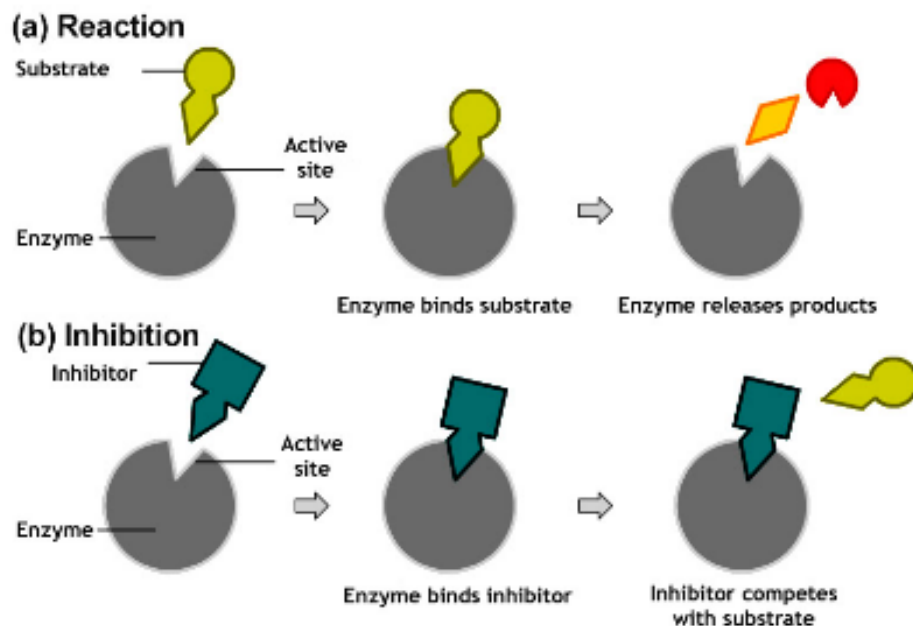 (a) Reaction
Substrate
Active
site
Enzyme
Enzyme binds substrate
Enzyme releases products
(b) Inhibition
Inhibitor
Active
site
Enzyme
Enzyme binds inhibitor
Inhibitor competes
with substrate